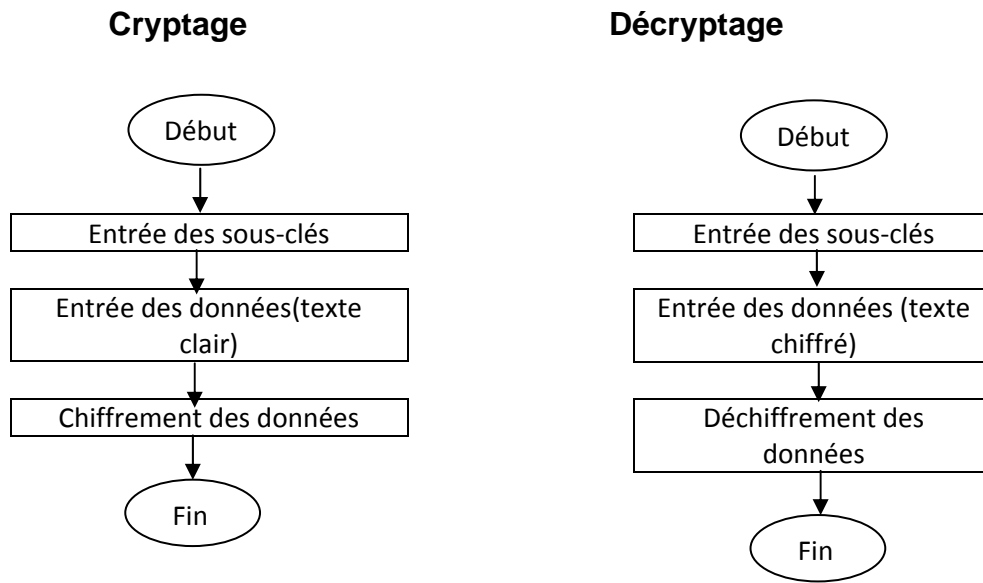 Cryptage
Début
Entrée des sous-clés
Entrée des données(texte
clair)
Chiffrement des données
Fin
Décryptage
Début
Entrée des sous-clés
Entrée des données (texte
chiffré)
Déchiffrement des
données
Fin